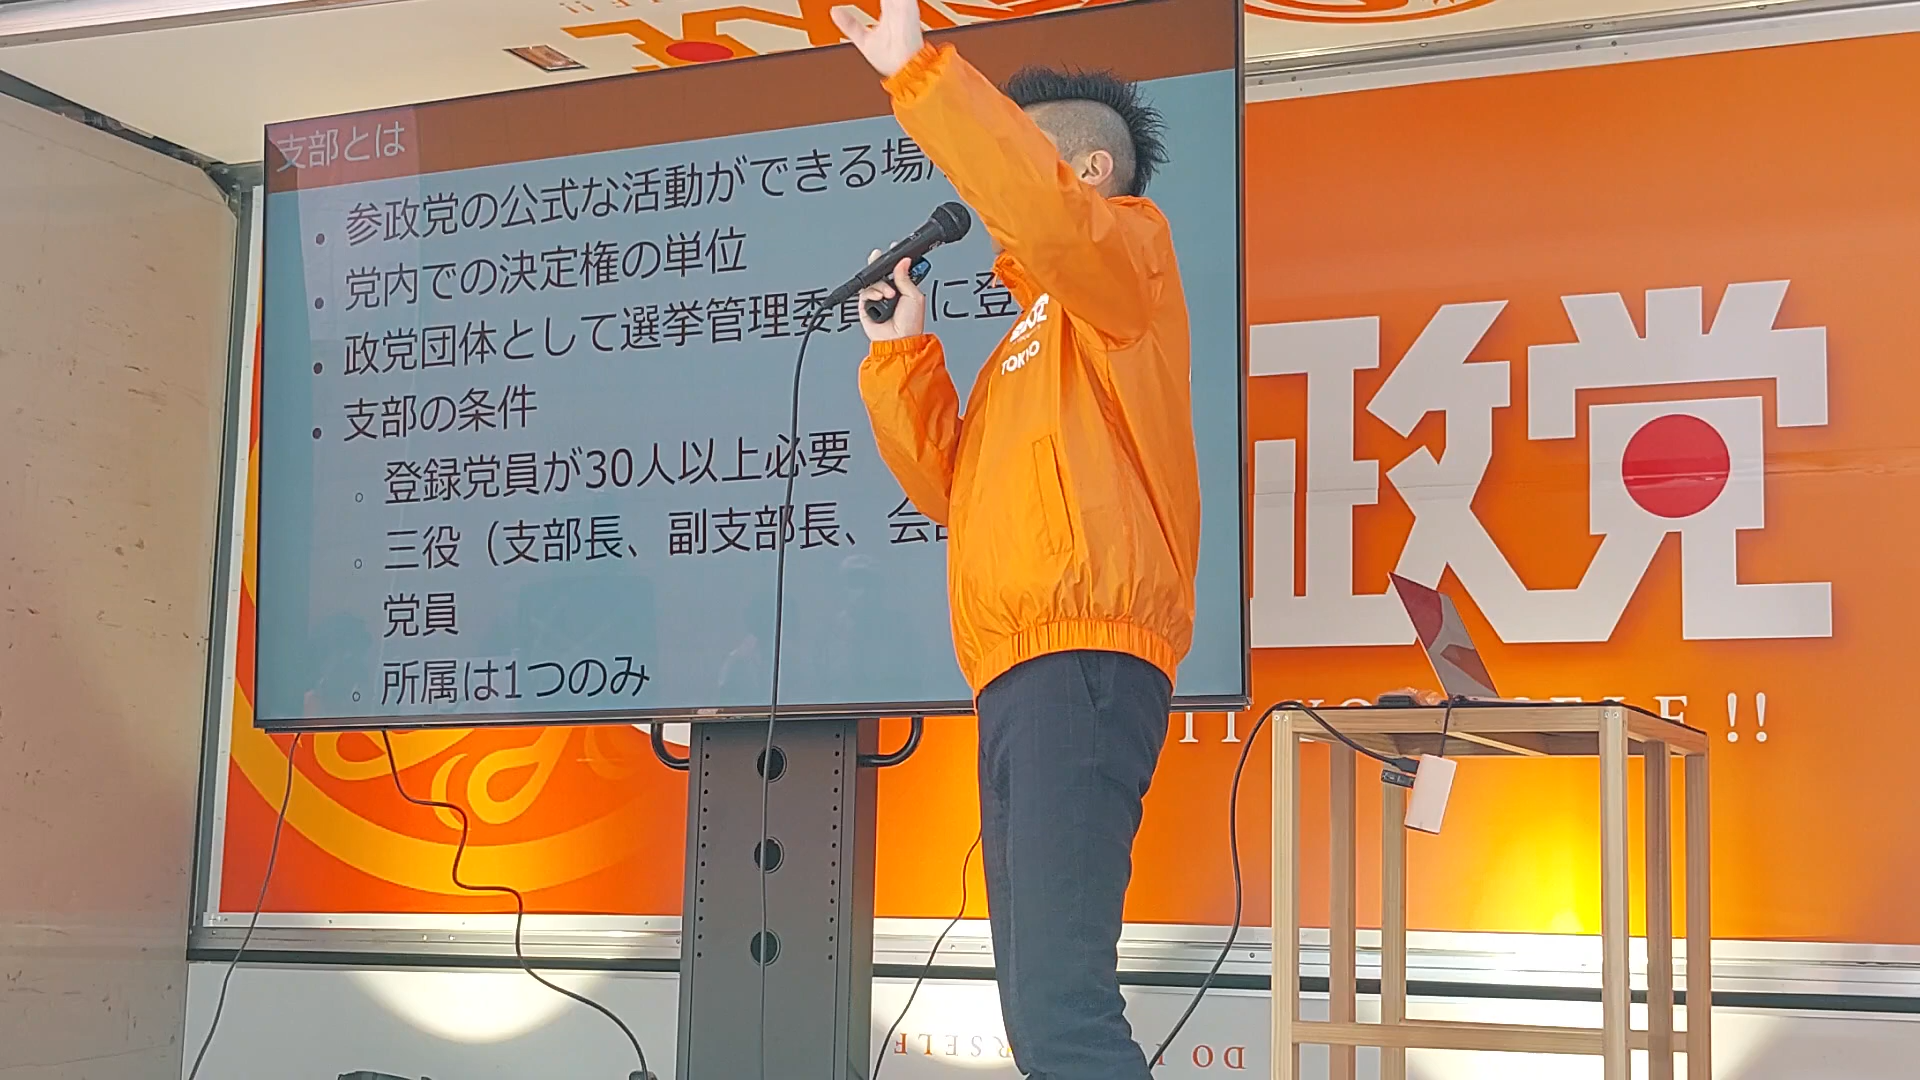 支部とは
参政党の公式な活動ができる場
党内での決定権の単位
政党団体として選挙管理委員 に登
支部の条件
登録党員が30人以上必要
三役（支部長、副支部長、会
党員
所属は1つのみ
TOKYO
政党
!!
DO